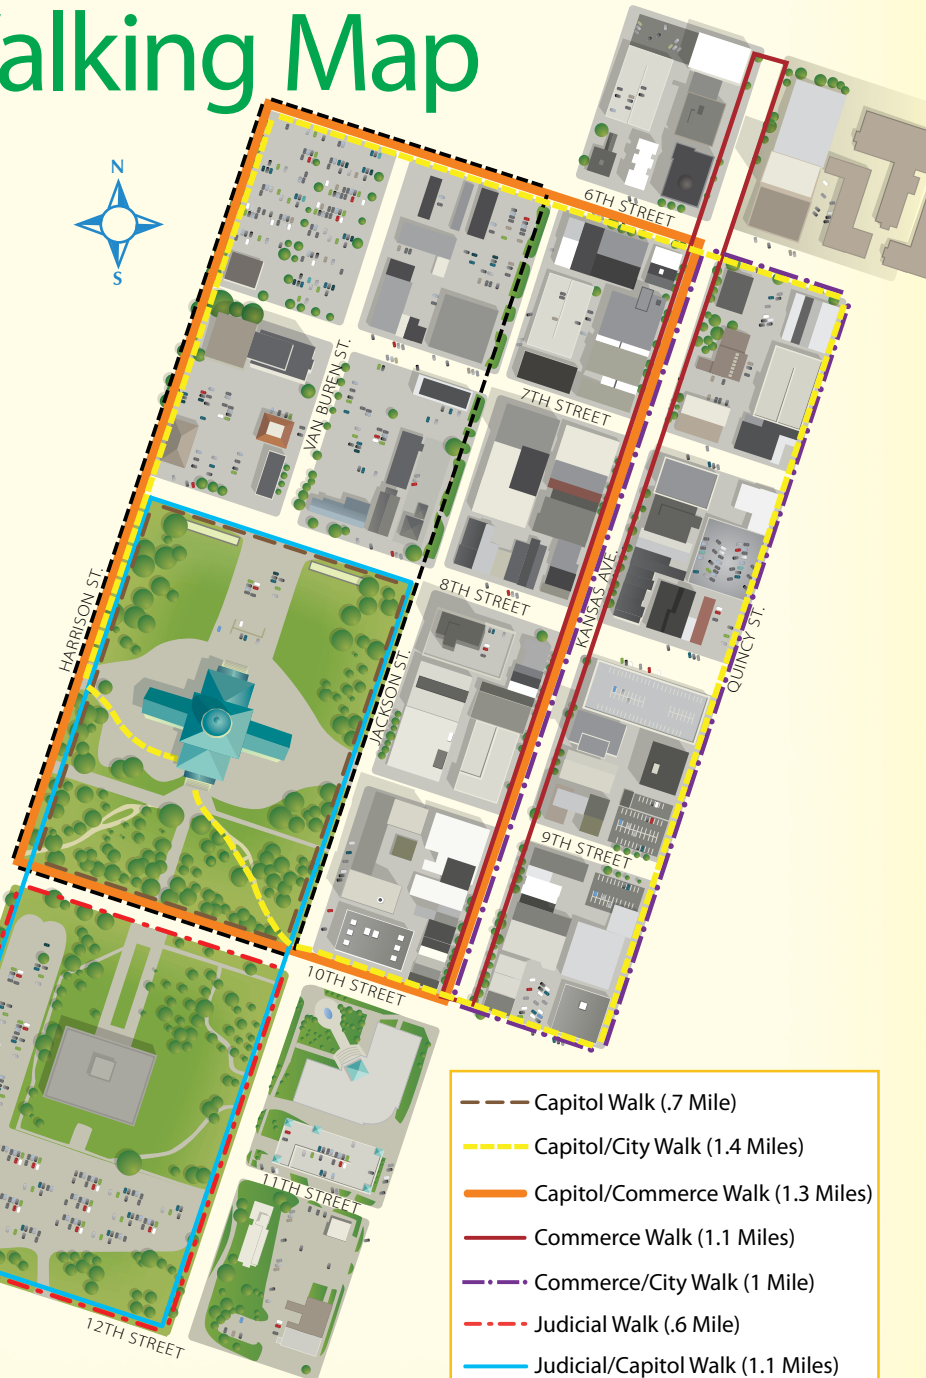 alking Map
N
S
6TH STREET
7TH STREET
VAN BUREN ST.
8TH STREET
HARRISON ST.
KANSAS AVE.
QUINCY ST.
JACKSON ST.
9TH STREET
10TH STREET
11TH STREET
12TH STREET
Capitol Walk (.7 Mile)
Capitol/City Walk (1.4 Miles)
Capitol/Commerce Walk (1.3 Miles)
Commerce Walk (1.1 Miles)
Commerce/City Walk (1 Mile)
Judicial Walk (.6 Mile)
Judicial/Capitol Walk (1.1 Miles)